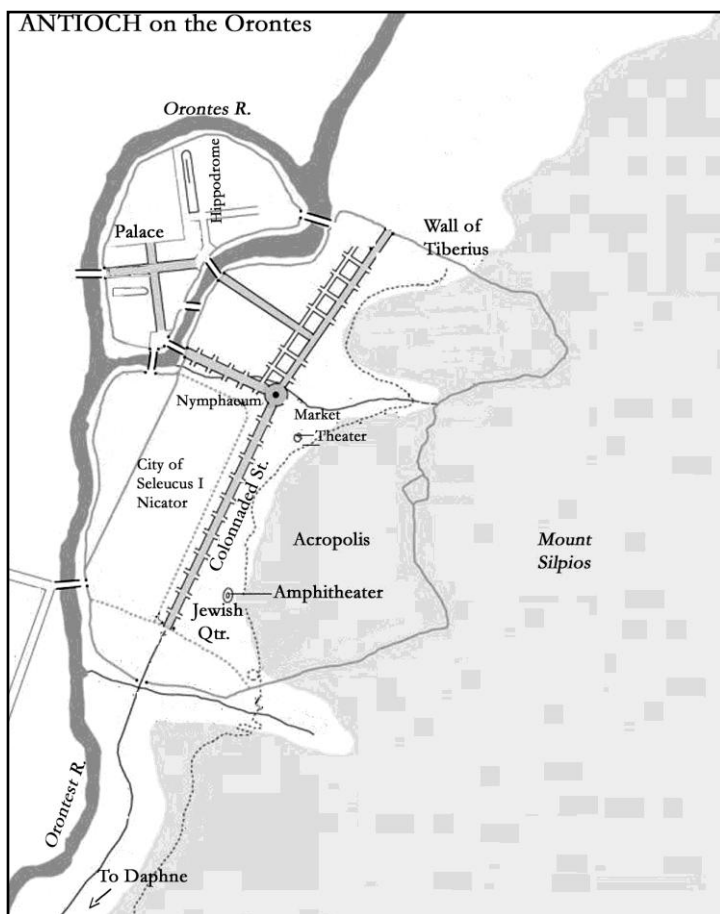 ANTIOCH on the Orontes
Orontes R.
Hippodrome
Palace
Wall of
Tiberius
Nymphaeum
Market
Theater
City of
Seleucus I
Nicator
Colonnaded St.
Acropolis
Mount
Silpios
Amphitheater
Jewish
Qtr.
Orontest R.
To Daphne